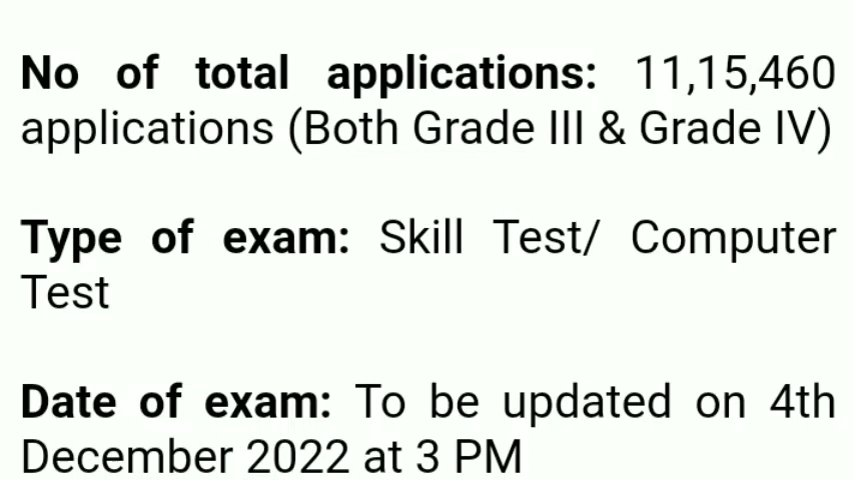 No of total applications: 11,15,460
applications (Both Grade III & Grade IV)
Type of exam: Skill Test/ Computer
Test
Date of exam: To be updated on 4th
December 2022 at 3 PM